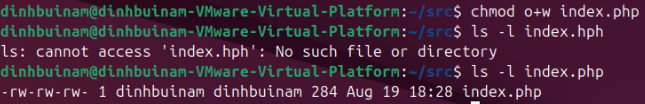 dinhbuinam@dinhbuinam-VMware-Virtual-Platform:~/src$ chmod o+w index.php
dinhbuinam@dinhbuinam-VMware-Virtual-Platform:~/src$ ls -l index.hph
ls: cannot access 'index.hph': No such file or directory
dinhbuinam@dinhbuinam-VMware-Virtual-Platform:~/src$ ls -l index.php
-rw-rw-rw- 1 dinhbuinam dinhbuinam 284 Aug 19 18:28 index.php